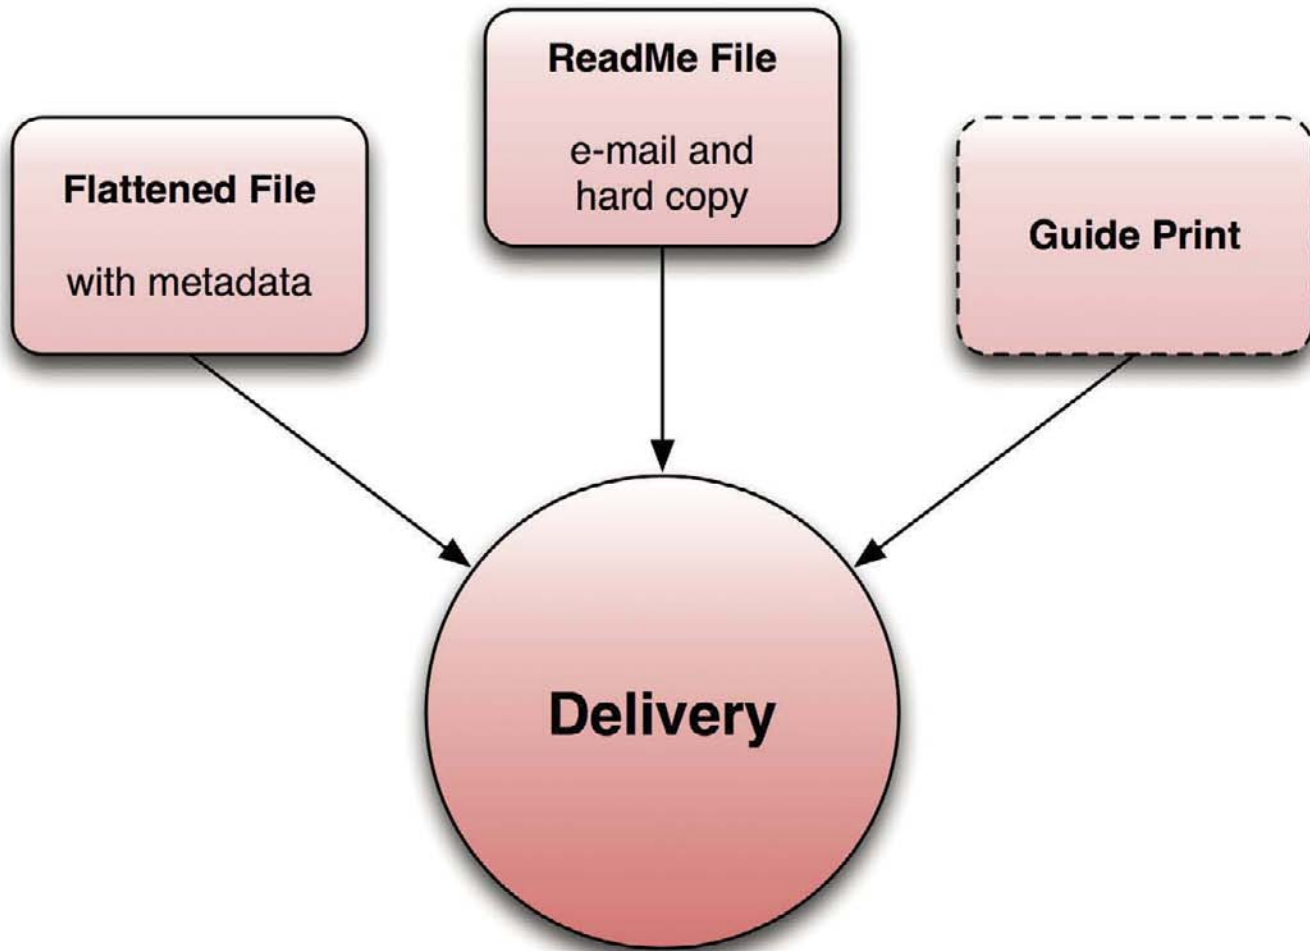 Flattened File
with metadata
ReadMe File
e-mail and
hard copy
Guide Print
Delivery